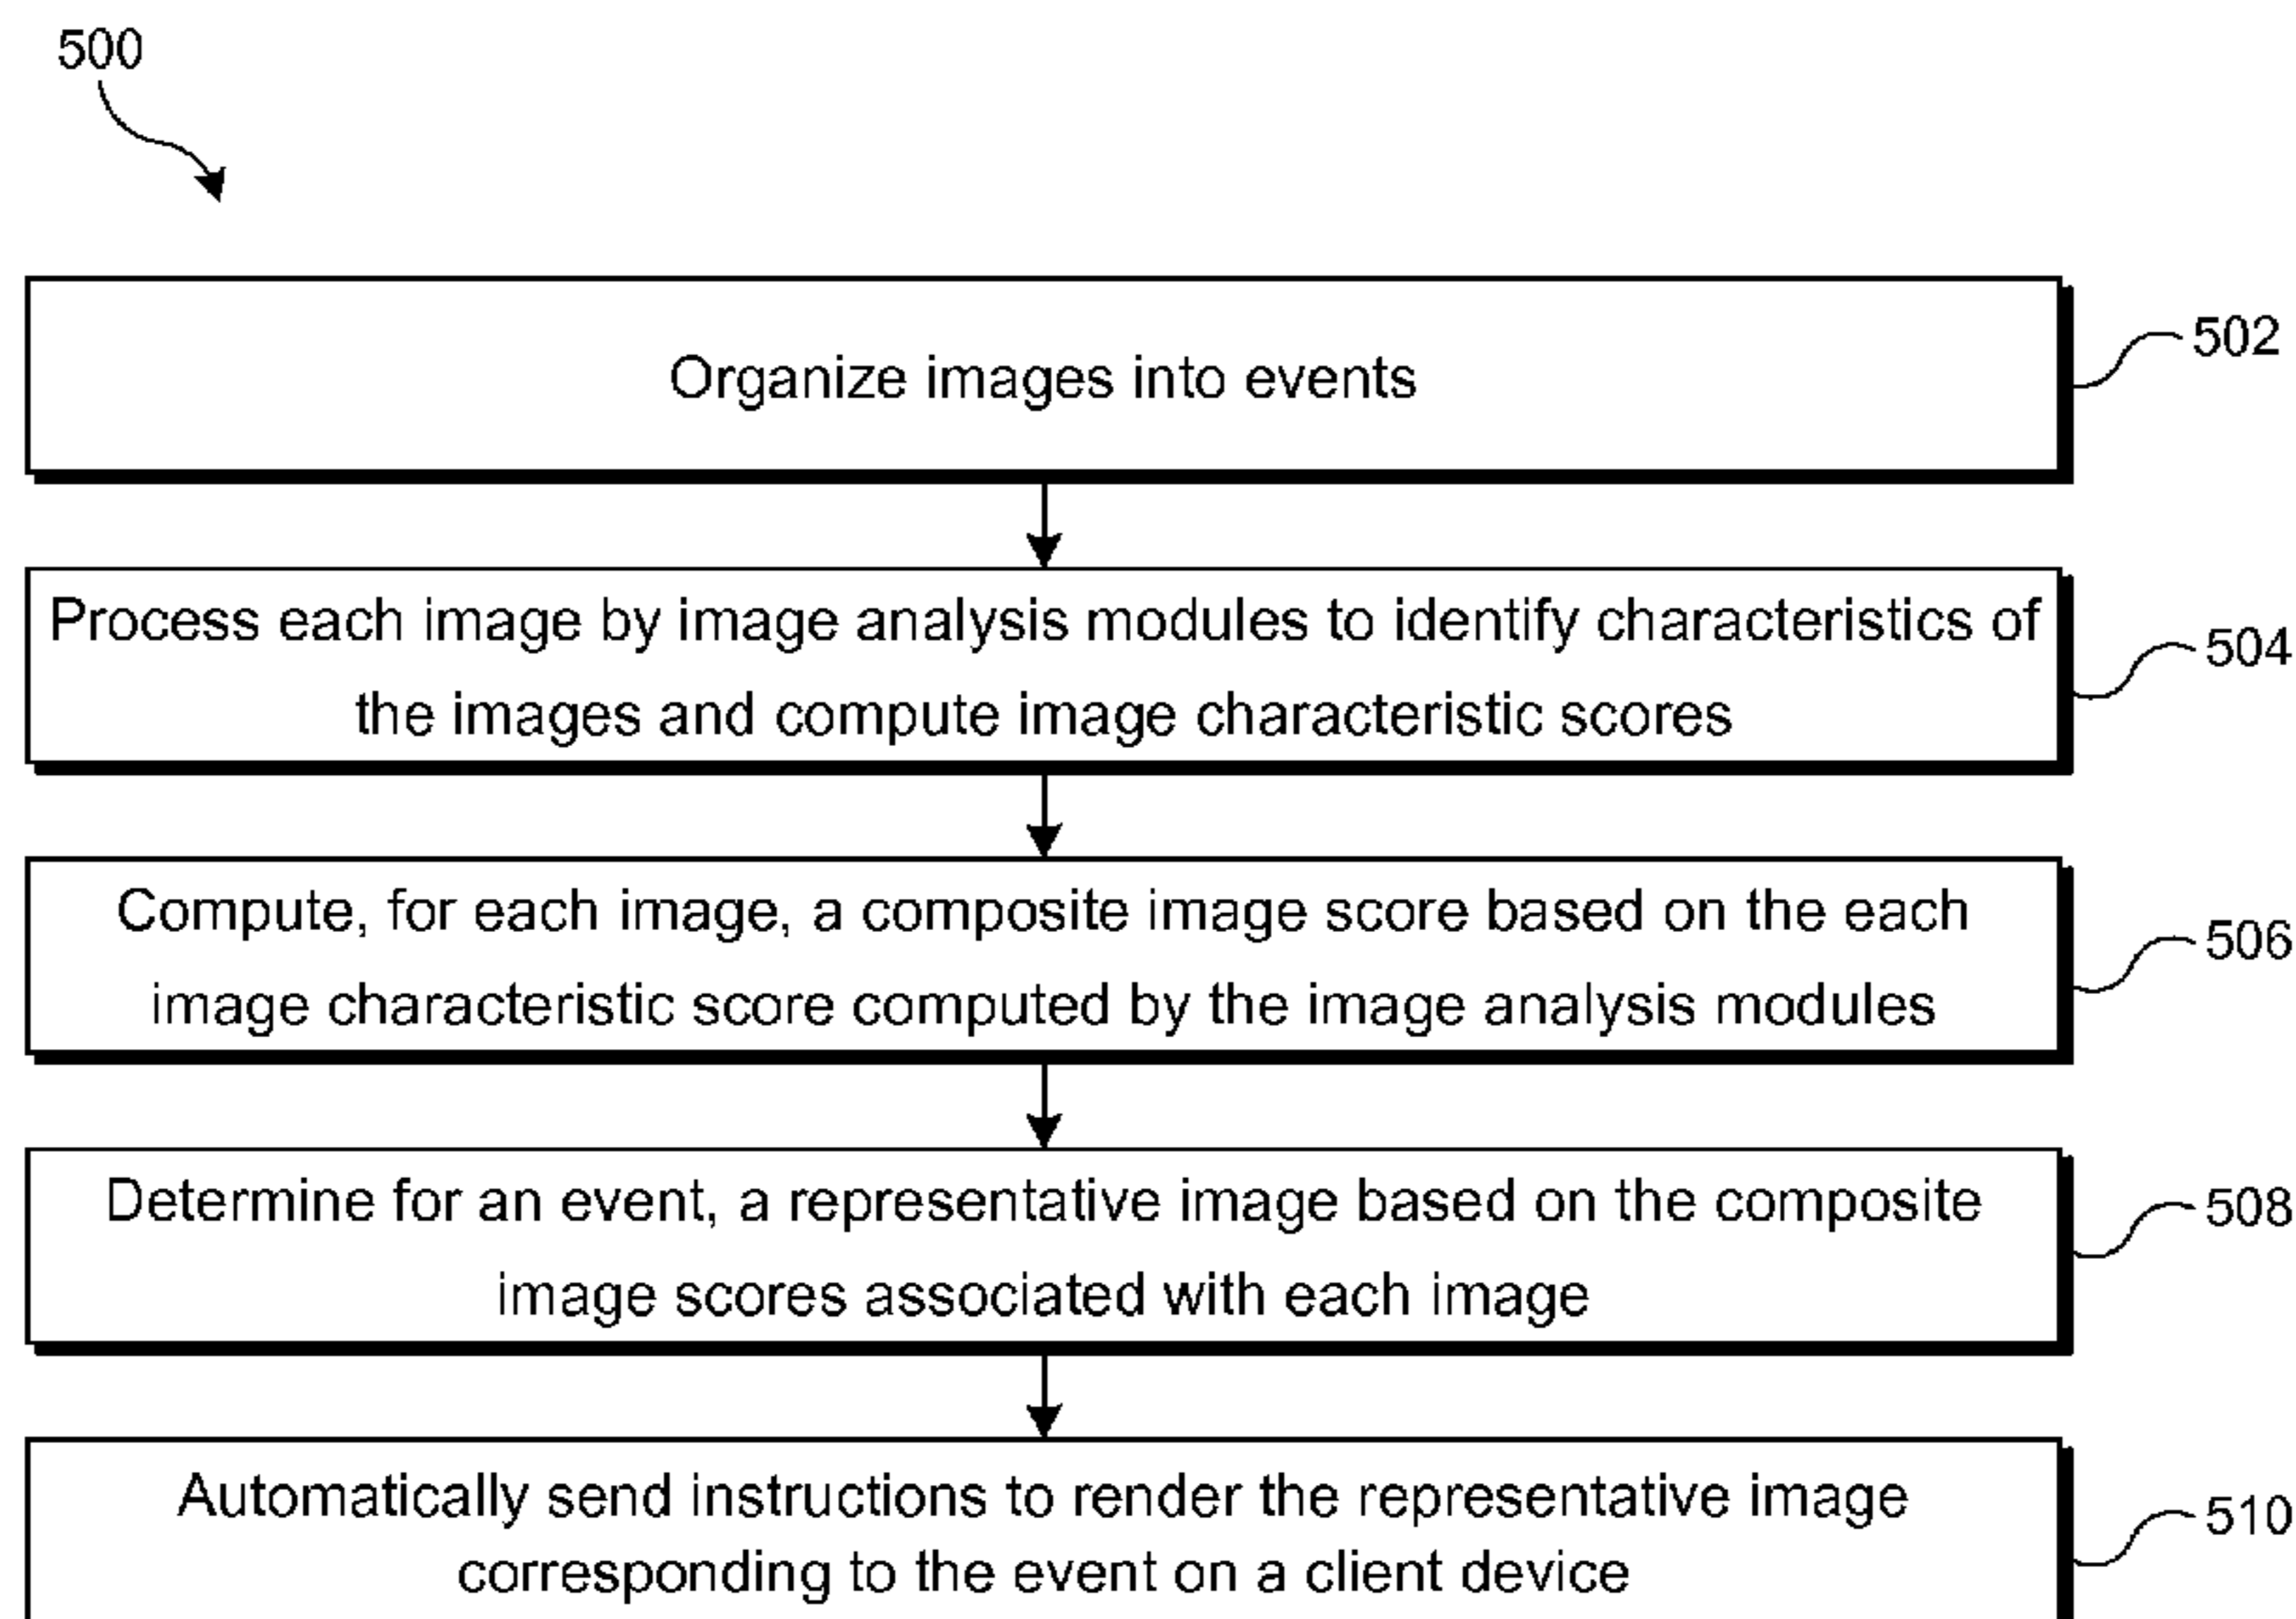 500
Organize images into events
502
Process each image by image analysis modules to identify characteristics of
the images and compute image characteristic scores
504
Compute, for each image, a composite image score based on the each
image characteristic score computed by the image analysis modules
506
Determine for an event, a representative image based on the composite
image scores associated with each image
508
Automatically send instructions to render the representative image
corresponding to the event on a client device
510